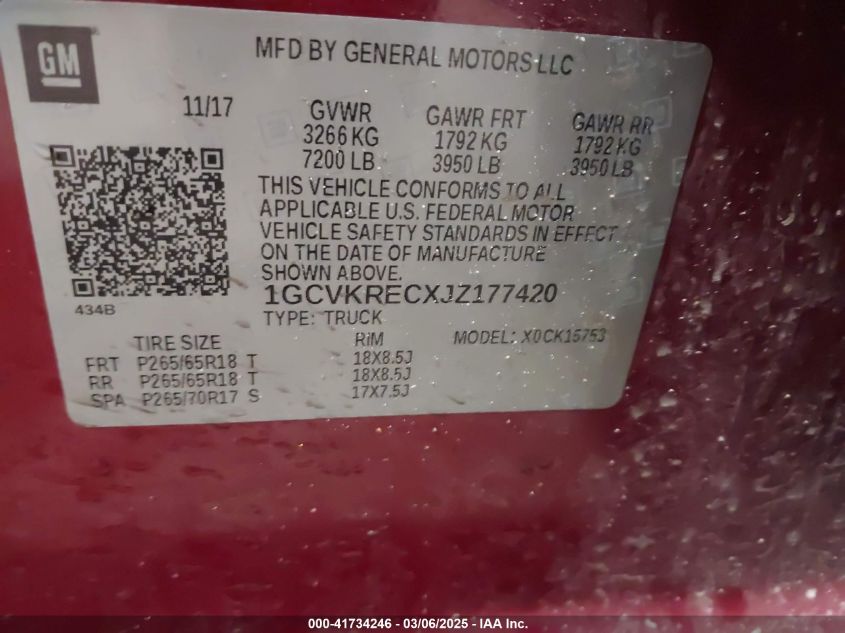 GM
MFD BY GENERAL MOTORS LLC
11/17 GVWR GAWR FRT GAWR RR
3266 KG 1792 KG 1792 KG
7200 LB 3950 LB 3950 LB
THIS VEHICLE CONFORMS TO ALL
APPLICABLE U.S. FEDERAL MOTOR
VEHICLE SAFETY STANDARDS IN EFFECT
ON THE DATE OF MANUFACTURE
SHOWN ABOVE.
1GCVKRECXJZ177420
434B
TYPE: TRUCK
TIRE SIZE RIM MODEL: X0CK15753
FRT P265/65R18 T 18X8.5J
RR P265/65R18 T 18X8.5J
SPA P265/70R17 S 17X7.5J
000-41734246 - 03/06/2025 - IAA Inc.